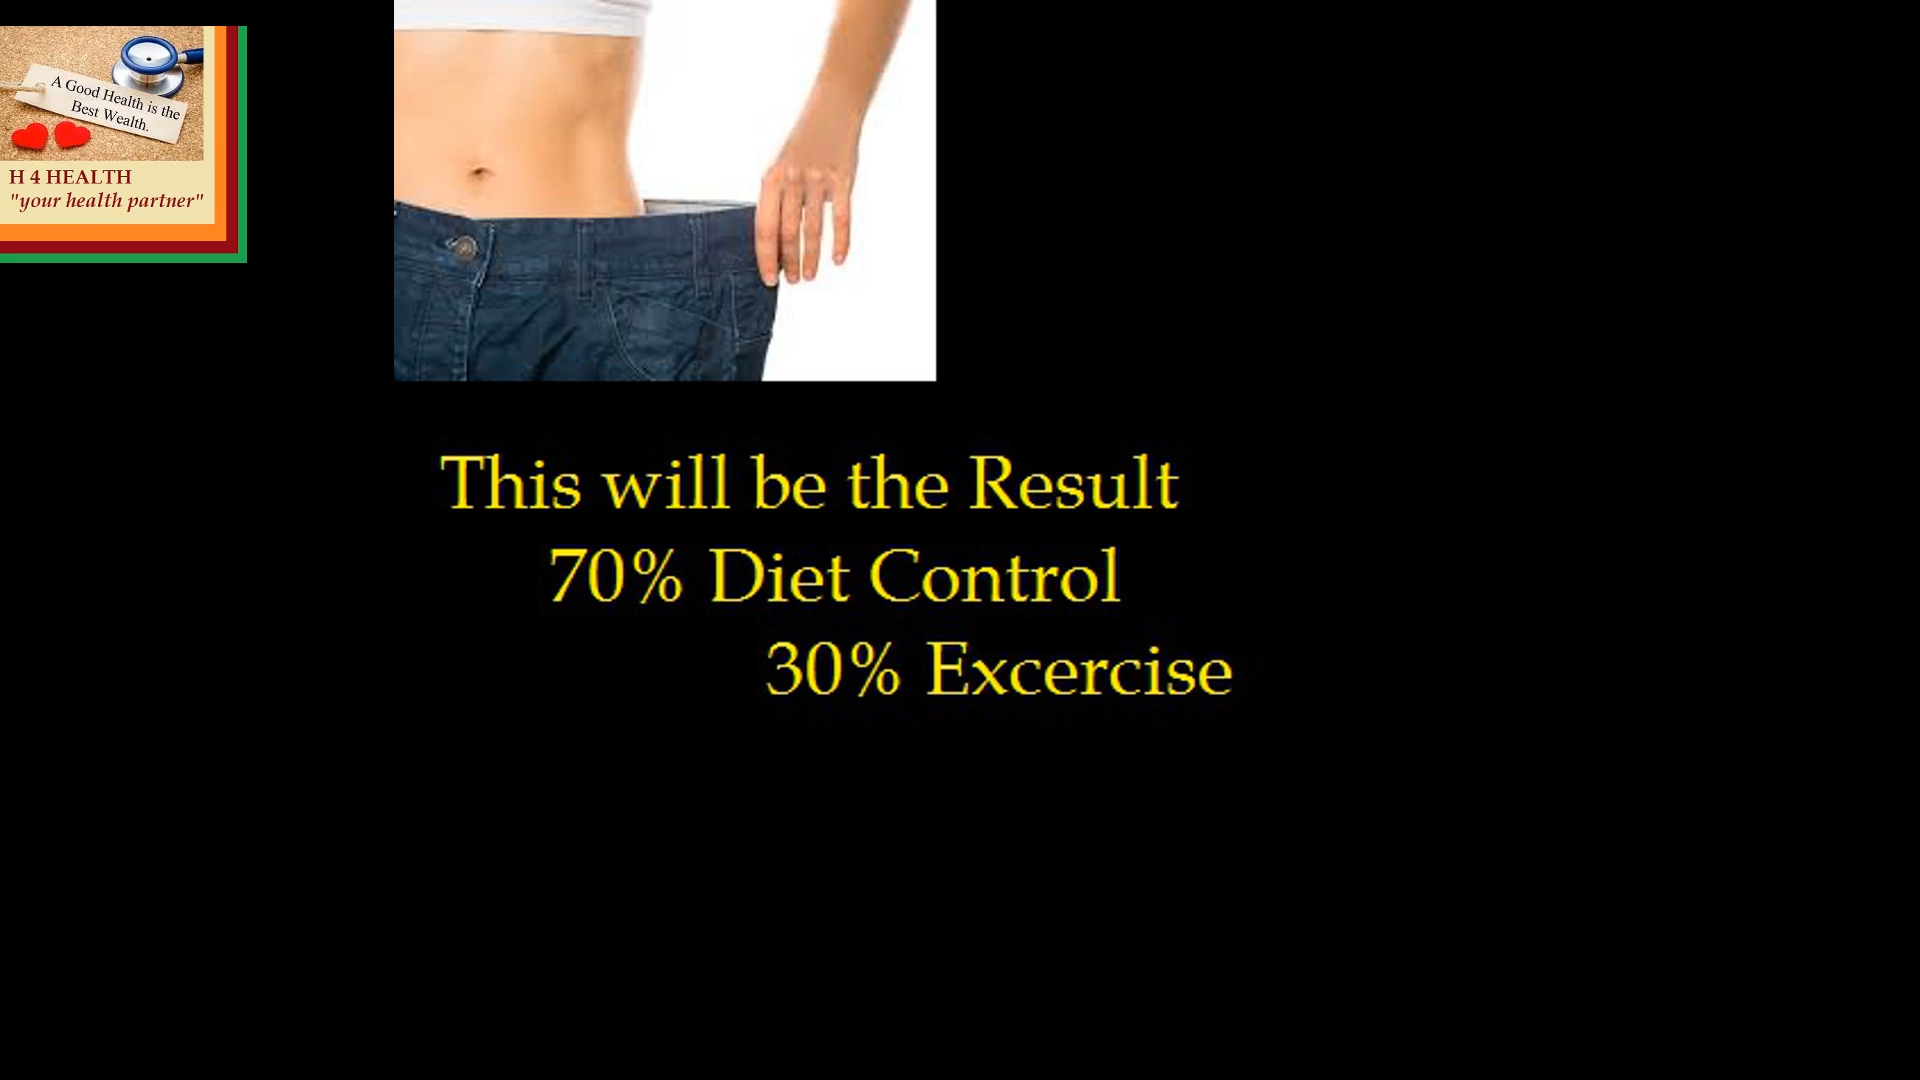 A Good Health is the
Best Wealth.
H 4 HEALTH
"your health partner"
This will be the Result
70% Diet Control
30% Excercise